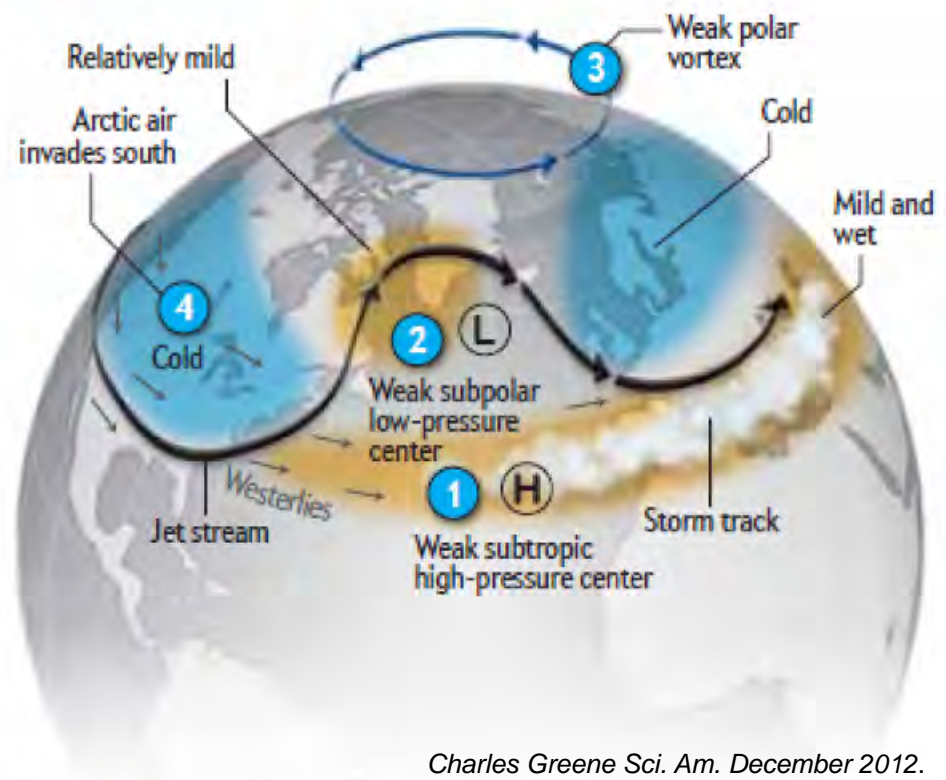 Weak polar
vortex
3
Relatively mild
Cold
Arctic air
invades south
Mild and
wet
4
Cold
2
L
Weak subpolar
low-pressure
center
Westerlies
1
H
Jet stream
Storm track
Weak subtropic
high-pressure center
Charles Greene Sci. Am. December 2012.